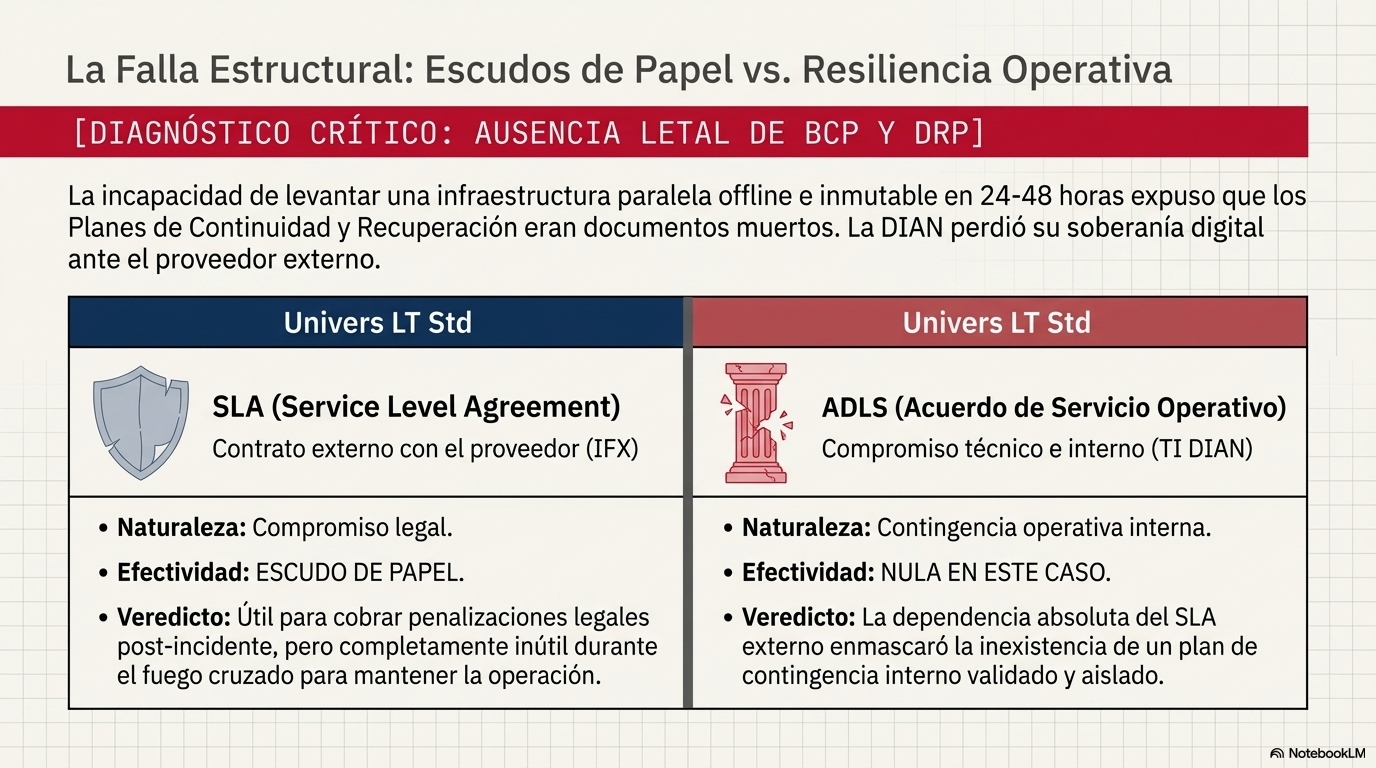 La Falla Estructural: Escudos de Papel vs. Resiliencia Operativa
[DIAGNÓSTICO CRÍTICO: AUSENCIA LETAL DE BCP Y DRP]
La incapacidad de levantar una infraestructura paralela offline e inmutable en 24-48 horas expuso que los
Planes de Continuidad y Recuperación eran documentos muertos. La DIAN perdió su soberanía digital
ante el proveedor externo.
Univers LT Std
SLA (Service Level Agreement)
Contrato externo con el proveedor (IFX)
• Naturaleza: Compromiso legal.
• Efectividad: ESCUDO DE PAPEL.
• Veredicto: Útil para cobrar penalizaciones legales
post-incidente, pero completamente inútil durante
el fuego cruzado para mantener la operación.
Univers LT Std
ADLS (Acuerdo de Servicio Operativo)
Compromiso técnico e interno (TI DIAN)
• Naturaleza: Contingencia operativa interna.
• Efectividad: NULA EN ESTE CASO.
• Veredicto: La dependencia absoluta del SLA
externo enmascaró la inexistencia de un plan de
contingencia interno validado y aislado.
NotebookLM